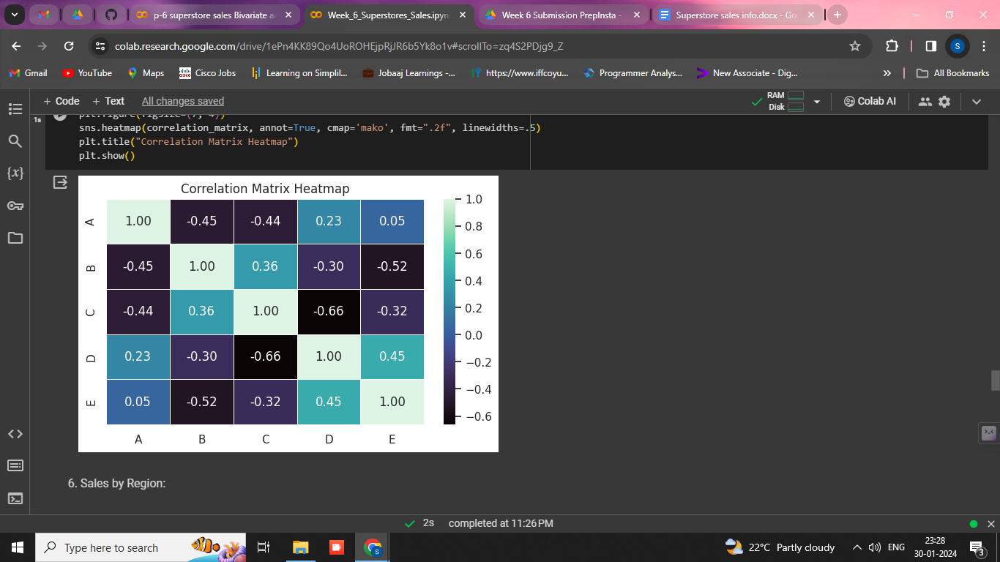 p-6 superstore sales Bivariate a
Week_6_Superstores_Sales.ipyn
Week 6 Submission PrepInsta -
Superstore sales info.docx - Go
colab.research.google.com/drive/1ePn4KK89Qo4UoROHEjpRjJR6b5Yk8o1v#scrollTo=zq4S2PDjg9_Z
S
Gmail
YouTube
Maps
Cisco Jobs
Learning on Simplil...
Jobaaj Learnings -...
https://www.iffcoyu...
Programmer Analys...
New Associate - Dig...
All Bookmarks
+ Code + Text All changes saved
RAM
Disk
Colab AI
1s
plt.figure(figsize=(7, 4))
sns.heatmap(correlation_matrix, annot=True, cmap='mako', fmt=".2f", linewidths=.5)
plt.title("Correlation Matrix Heatmap")
plt.show()
Correlation Matrix Heatmap
A 1.00 -0.45 -0.44 0.23 0.05
B -0.45 1.00 0.36 -0.30 -0.52
C -0.44 0.36 1.00 -0.66 -0.32
D 0.23 -0.30 -0.66 1.00 0.45
E 0.05 -0.52 -0.32 0.45 1.00
A B C D E
1.0
0.8
0.6
0.4
0.2
0.0
−0.2
−0.4
−0.6
6. Sales by Region:
2s completed at 11:26 PM
Type here to search
22°C Partly cloudy
ENG
23:28
30-01-2024
3